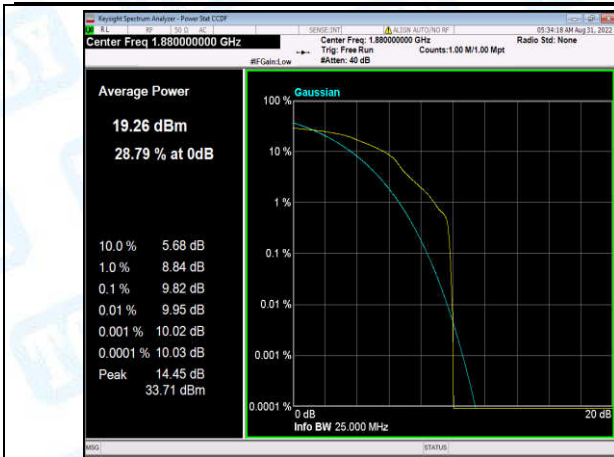 Keysight Spectrum Analyzer - Power Stat CCDF
RL RF 50 Ω AC SENSE:INT ALIGN AUTO/NO RF 05:34:18 AM Aug 31, 2022
Center Freq 1.880000000 GHz
Center Freq: 1.880000000 GHz Radio Std: None
Trig: Free Run Counts:1.00 M/1.00 Mpt
#IFGain:Low #Atten: 40 dB
Average Power
19.26 dBm
28.79 % at 0dB
10.0 % 5.68 dB
1.0 % 8.84 dB
0.1 % 9.82 dB
0.01 % 9.95 dB
0.001 % 10.02 dB
0.0001 % 10.03 dB
Peak 14.45 dB
33.71 dBm
Gaussian
100 %
10 %
1 %
0.1 %
0.01 %
0.001 %
0.0001 %
0 dB 20 dB
Info BW 25.000 MHz
MSG STATUS